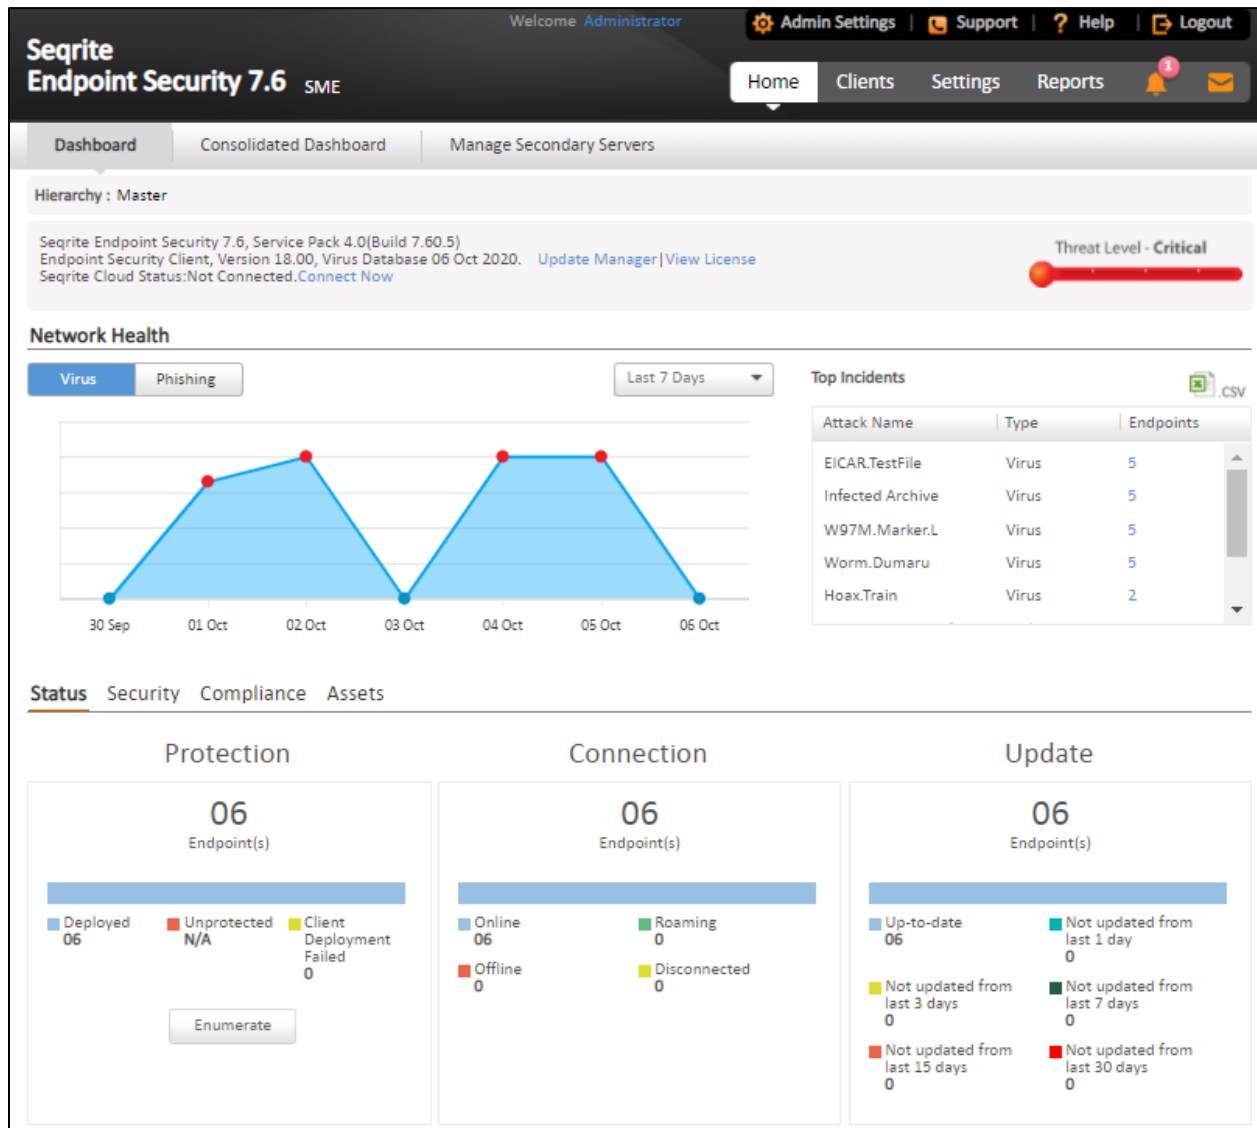 Welcome Administrator
Admin Settings | Support | ? Help | Logout
Seqrite
Endpoint Security 7.6 SME
Home Clients Settings Reports 1
Dashboard Consolidated Dashboard Manage Secondary Servers
Hierarchy : Master
Seqrite Endpoint Security 7.6, Service Pack 4.0(Build 7.60.5)
Endpoint Security Client, Version 18.00, Virus Database 06 Oct 2020. Update Manager|View License
Seqrite Cloud Status:Not Connected.Connect Now
Threat Level - Critical
Network Health
Virus Phishing Last 7 Days
30 Sep 01 Oct 02 Oct 03 Oct 04 Oct 05 Oct 06 Oct
Top Incidents .CSV
Attack Name Type Endpoints
EICAR.TestFile Virus 5
Infected Archive Virus 5
W97M.Marker.L Virus 5
Worm.Dumaru Virus 5
Hoax.Train Virus 2
Status Security Compliance Assets
Protection
06
Endpoint(s)
Deployed
06
Unprotected
N/A
Client
Deployment
Failed
0
Enumerate
Connection
06
Endpoint(s)
Online
06
Roaming
0
Offline
0
Disconnected
0
Update
06
Endpoint(s)
Up-to-date
06
Not updated from
last 1 day
0
Not updated from
last 3 days
0
Not updated from
last 7 days
0
Not updated from
last 15 days
0
Not updated from
last 30 days
0